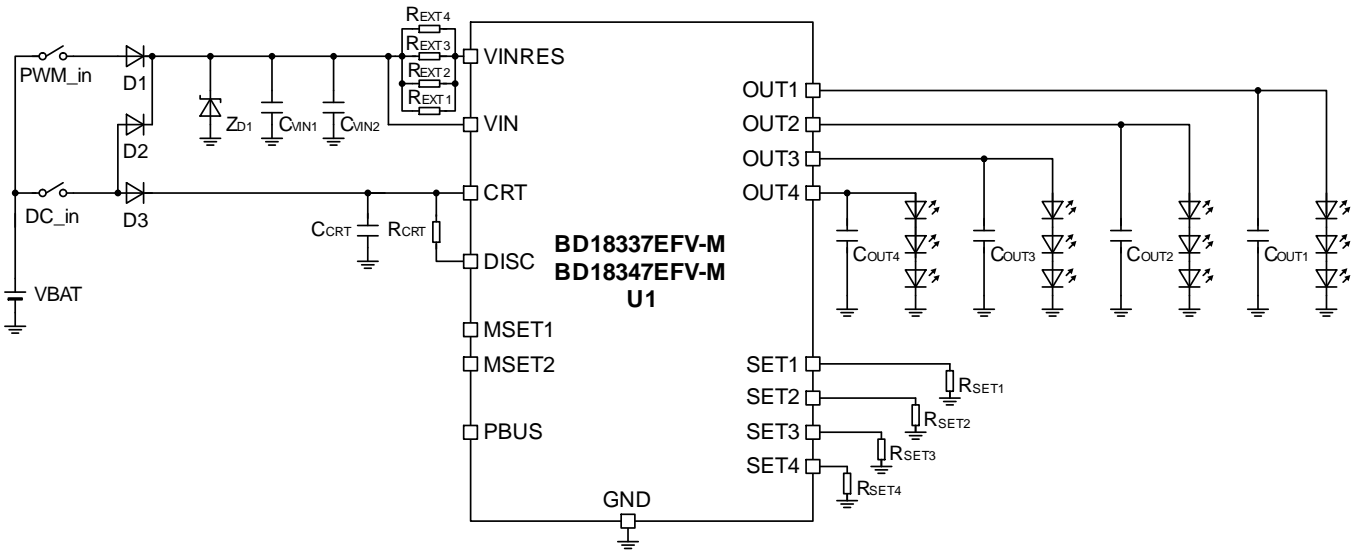 REXT4
REXT3
REXT2
REXT1
VINRES
PWM_in
D1
D2
ZD1
CVIN1
CVIN2
VIN
DC_in
D3
CRT
CCRT
RCRT
DISC
VBAT
MSET1
MSET2
PBUS
GND
BD18337EFV-M
BD18347EFV-M
U1
OUT1
OUT2
OUT3
OUT4
COUT4
COUT3
COUT2
COUT1
SET1
SET2
SET3
SET4
RSET1
RSET2
RSET3
RSET4